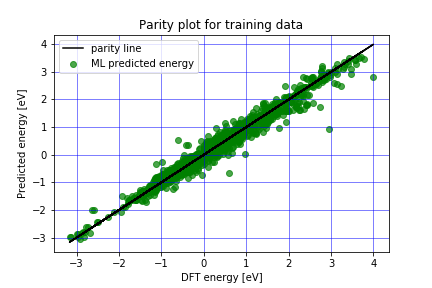 Parity plot for training data
parity line
ML predicted energy
4
3
2
1
0
−1
−2
−3
Predicted energy [eV]
−3 −2 −1 0 1 2 3 4
DFT energy [eV]